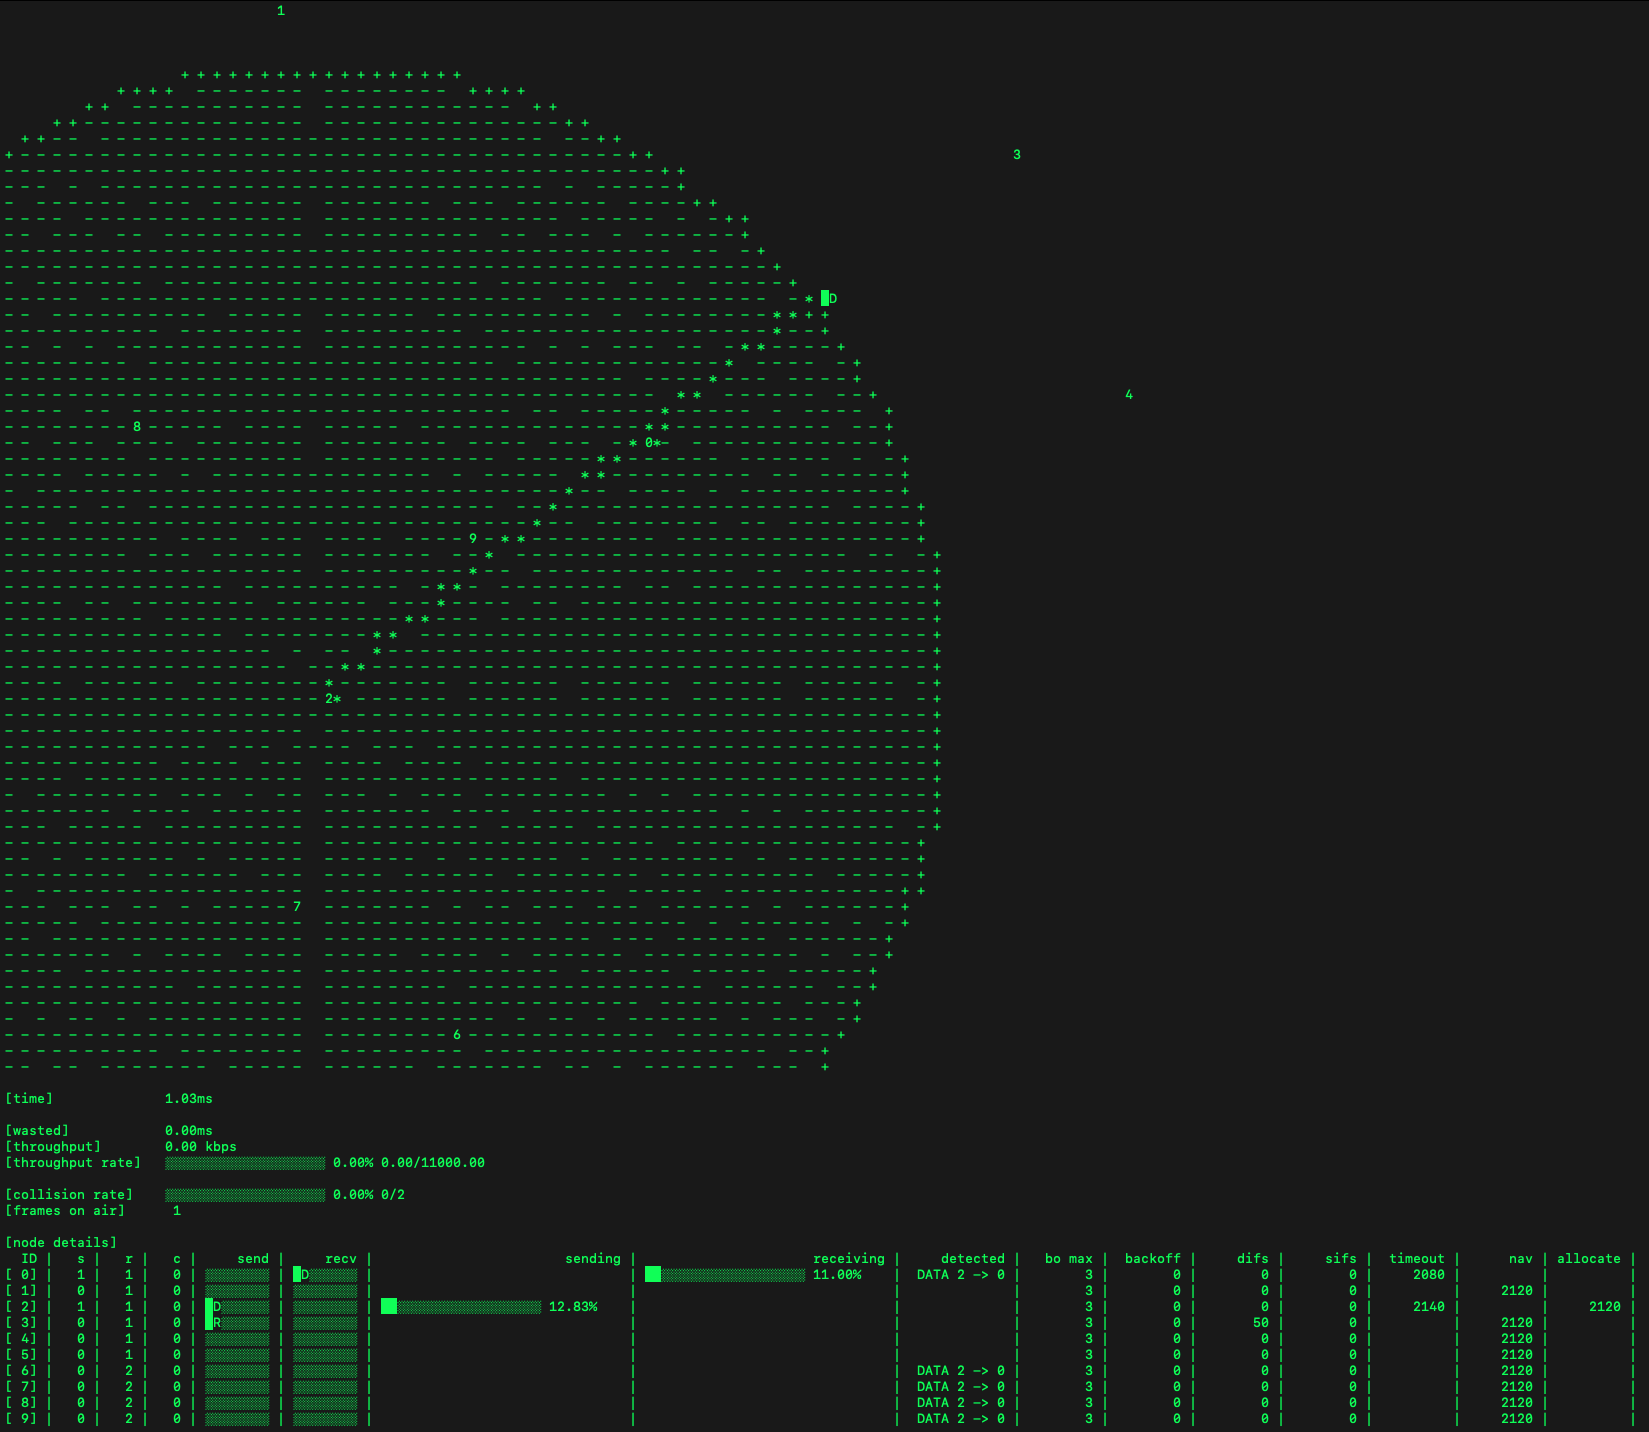 1
3
D
4
8
0
9
2
7
6
[time] 1.03ms
[wasted] 0.00ms
[throughput] 0.00 kbps
[throughput rate] 0.00% 0.00/11000.00
[collision rate] 0.00% 0/2
[frames on air] 1
[node details]
ID | s | r | c | send | recv | sending | receiving | detected | bo max | backoff | difs | sifs | timeout | nav | allocate |
[ 0] | 1 | 1 | 0 | | D | | 11.00% | DATA 2 -> 0 | 3 | 0 | 0 | 0 | 2080 | | |
[ 1] | 0 | 1 | 0 | | | | | | 3 | 0 | 0 | 0 | | 2120 | |
[ 2] | 1 | 1 | 0 | D | | 12.83% | | | 3 | 0 | 0 | 0 | 2140 | | 2120 |
[ 3] | 0 | 1 | 0 | R | | | | | 3 | 0 | 50 | 0 | | 2120 | |
[ 4] | 0 | 1 | 0 | | | | | | 3 | 0 | 0 | 0 | | 2120 | |
[ 5] | 0 | 1 | 0 | | | | | | 3 | 0 | 0 | 0 | | 2120 | |
[ 6] | 0 | 2 | 0 | | | | | DATA 2 -> 0 | 3 | 0 | 0 | 0 | | 2120 | |
[ 7] | 0 | 2 | 0 | | | | | DATA 2 -> 0 | 3 | 0 | 0 | 0 | | 2120 | |
[ 8] | 0 | 2 | 0 | | | | | DATA 2 -> 0 | 3 | 0 | 0 | 0 | | 2120 | |
[ 9] | 0 | 2 | 0 | | | | | DATA 2 -> 0 | 3 | 0 | 0 | 0 | | 2120 | |